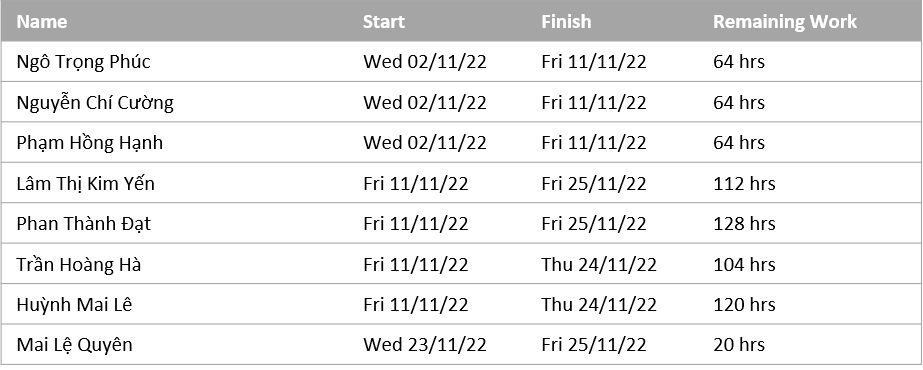 Name Start Finish Remaining Work
Ngô Trọng Phúc Wed 02/11/22 Fri 11/11/22 64 hrs
Nguyễn Chí Cường Wed 02/11/22 Fri 11/11/22 64 hrs
Phạm Hồng Hạnh Wed 02/11/22 Fri 11/11/22 64 hrs
Lâm Thị Kim Yến Fri 11/11/22 Fri 25/11/22 112 hrs
Phan Thành Đạt Fri 11/11/22 Fri 25/11/22 128 hrs
Trần Hoàng Hà Fri 11/11/22 Thu 24/11/22 104 hrs
Huỳnh Mai Lê Fri 11/11/22 Thu 24/11/22 120 hrs
Mai Lệ Quyên Wed 23/11/22 Fri 25/11/22 20 hrs